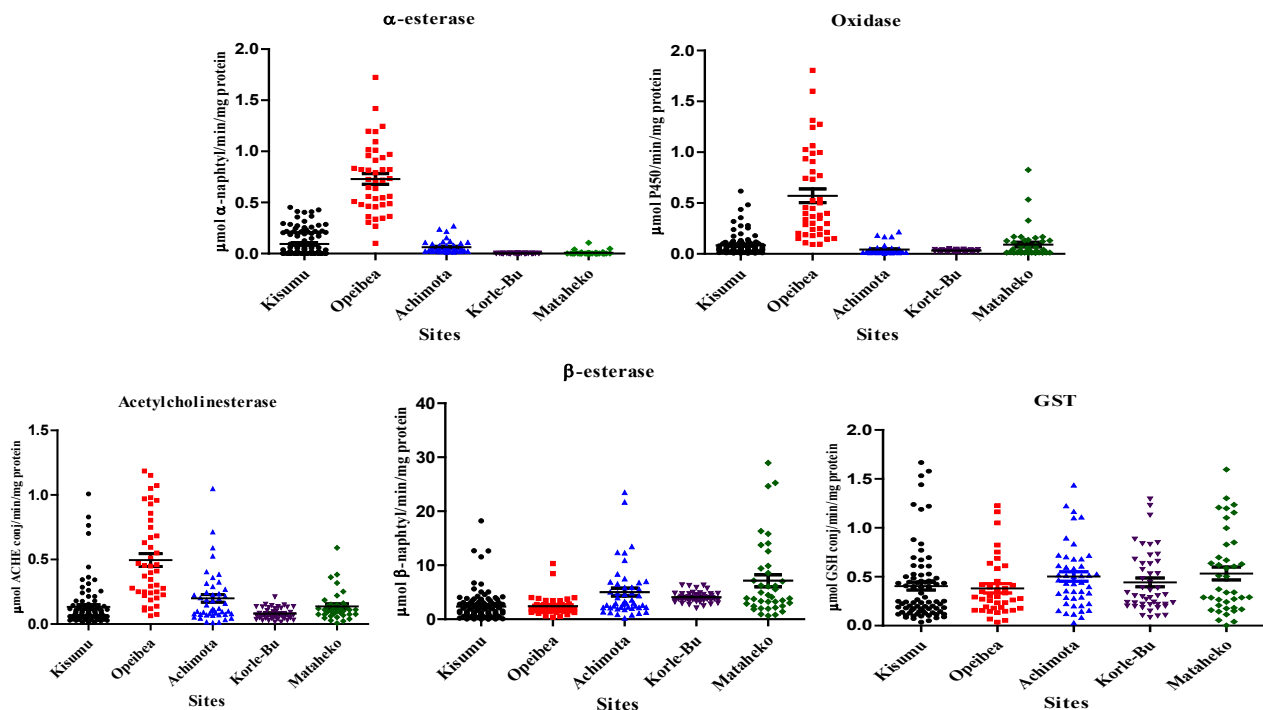 α-esterase
μmol α-naphtyl/min/mg protein
2.0
1.5
1.0
0.5
0.0
Kisumu
Opeibea
Achimota
Korle-Bu
Mataheko
Sites
Oxidase
μmol P450/min/mg protein
2.0
1.5
1.0
0.5
0.0
Kisumu
Opeibea
Achimota
Korle-Bu
Mataheko
Sites
Acetylcholinesterase
μmol ACHE conj/min/mg protein
1.5
1.0
0.5
0.0
Kisumu
Opeibea
Achimota
Korle-Bu
Mataheko
Sites
β-esterase
μmol β-naphtyl/min/mg protein
40
30
20
10
0
Kisumu
Opeibea
Achimota
Korle-Bu
Mataheko
Sites
GST
μmol GSH conj/min/mg protein
2.0
1.5
1.0
0.5
0.0
Kisumu
Opeibea
Achimota
Korle-Bu
Mataheko
Sites